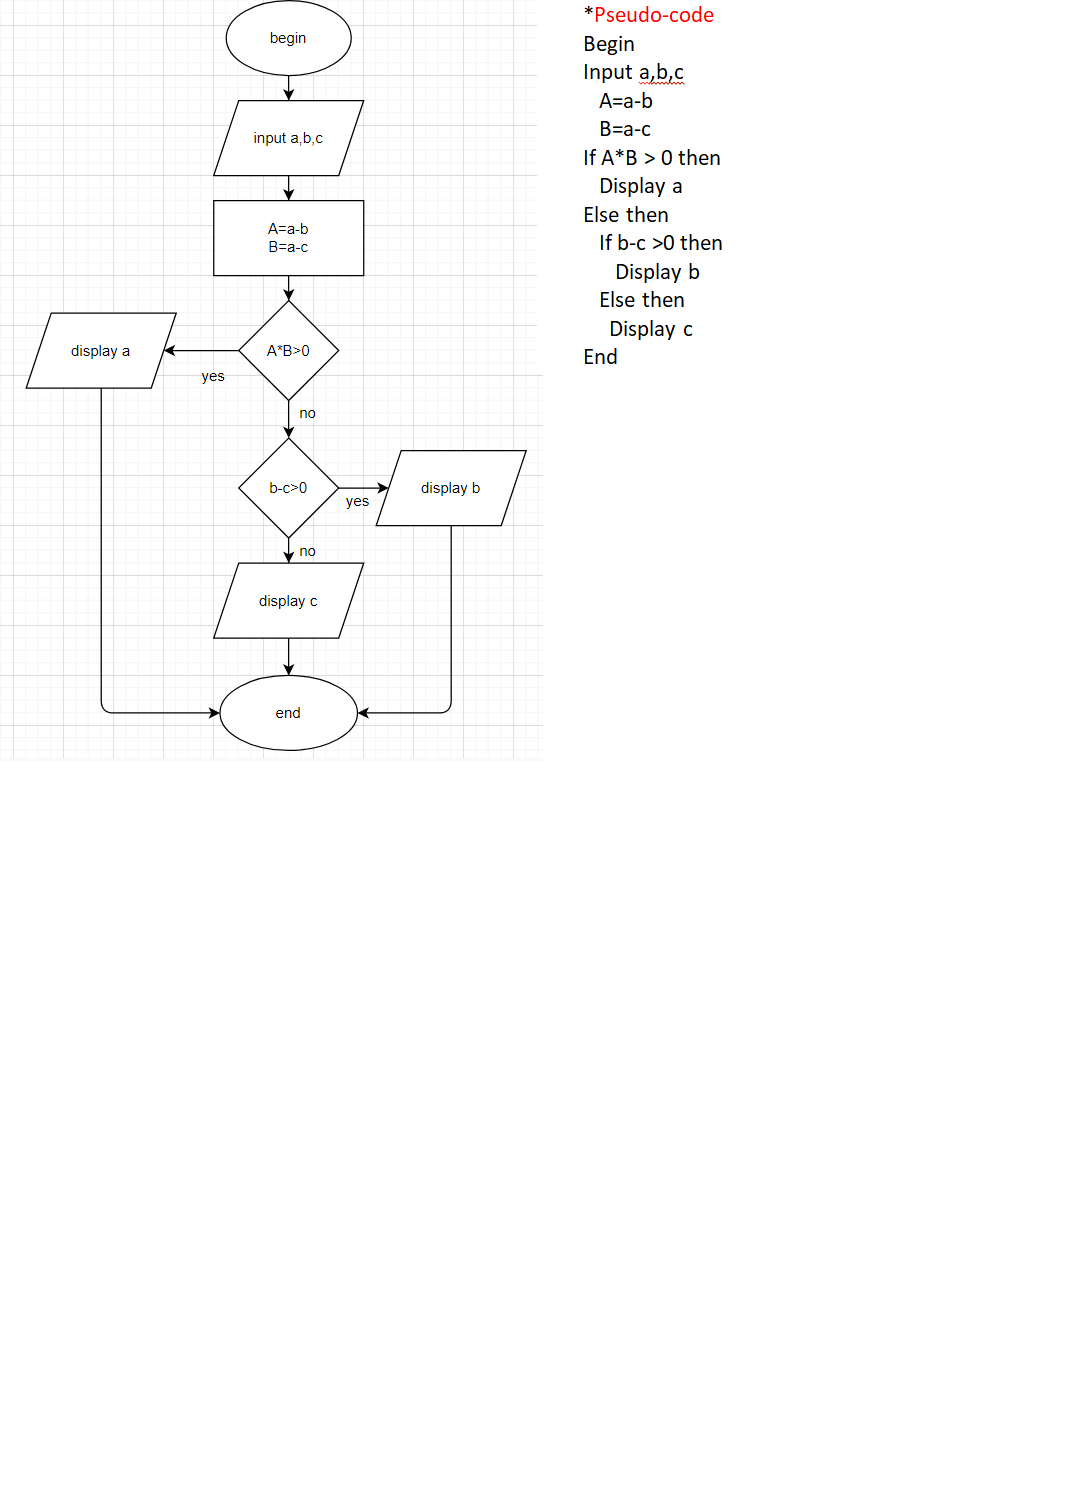 begin
input a,b,c
A=a-b
B=a-c
A*B>0
yes
display a
no
b-c>0
yes
display b
no
display c
end
*Pseudo-code
Begin
Input a,b,c
A=a-b
B=a-c
If A*B > 0 then
Display a
Else then
If b-c >0 then
Display b
Else then
Display c
End